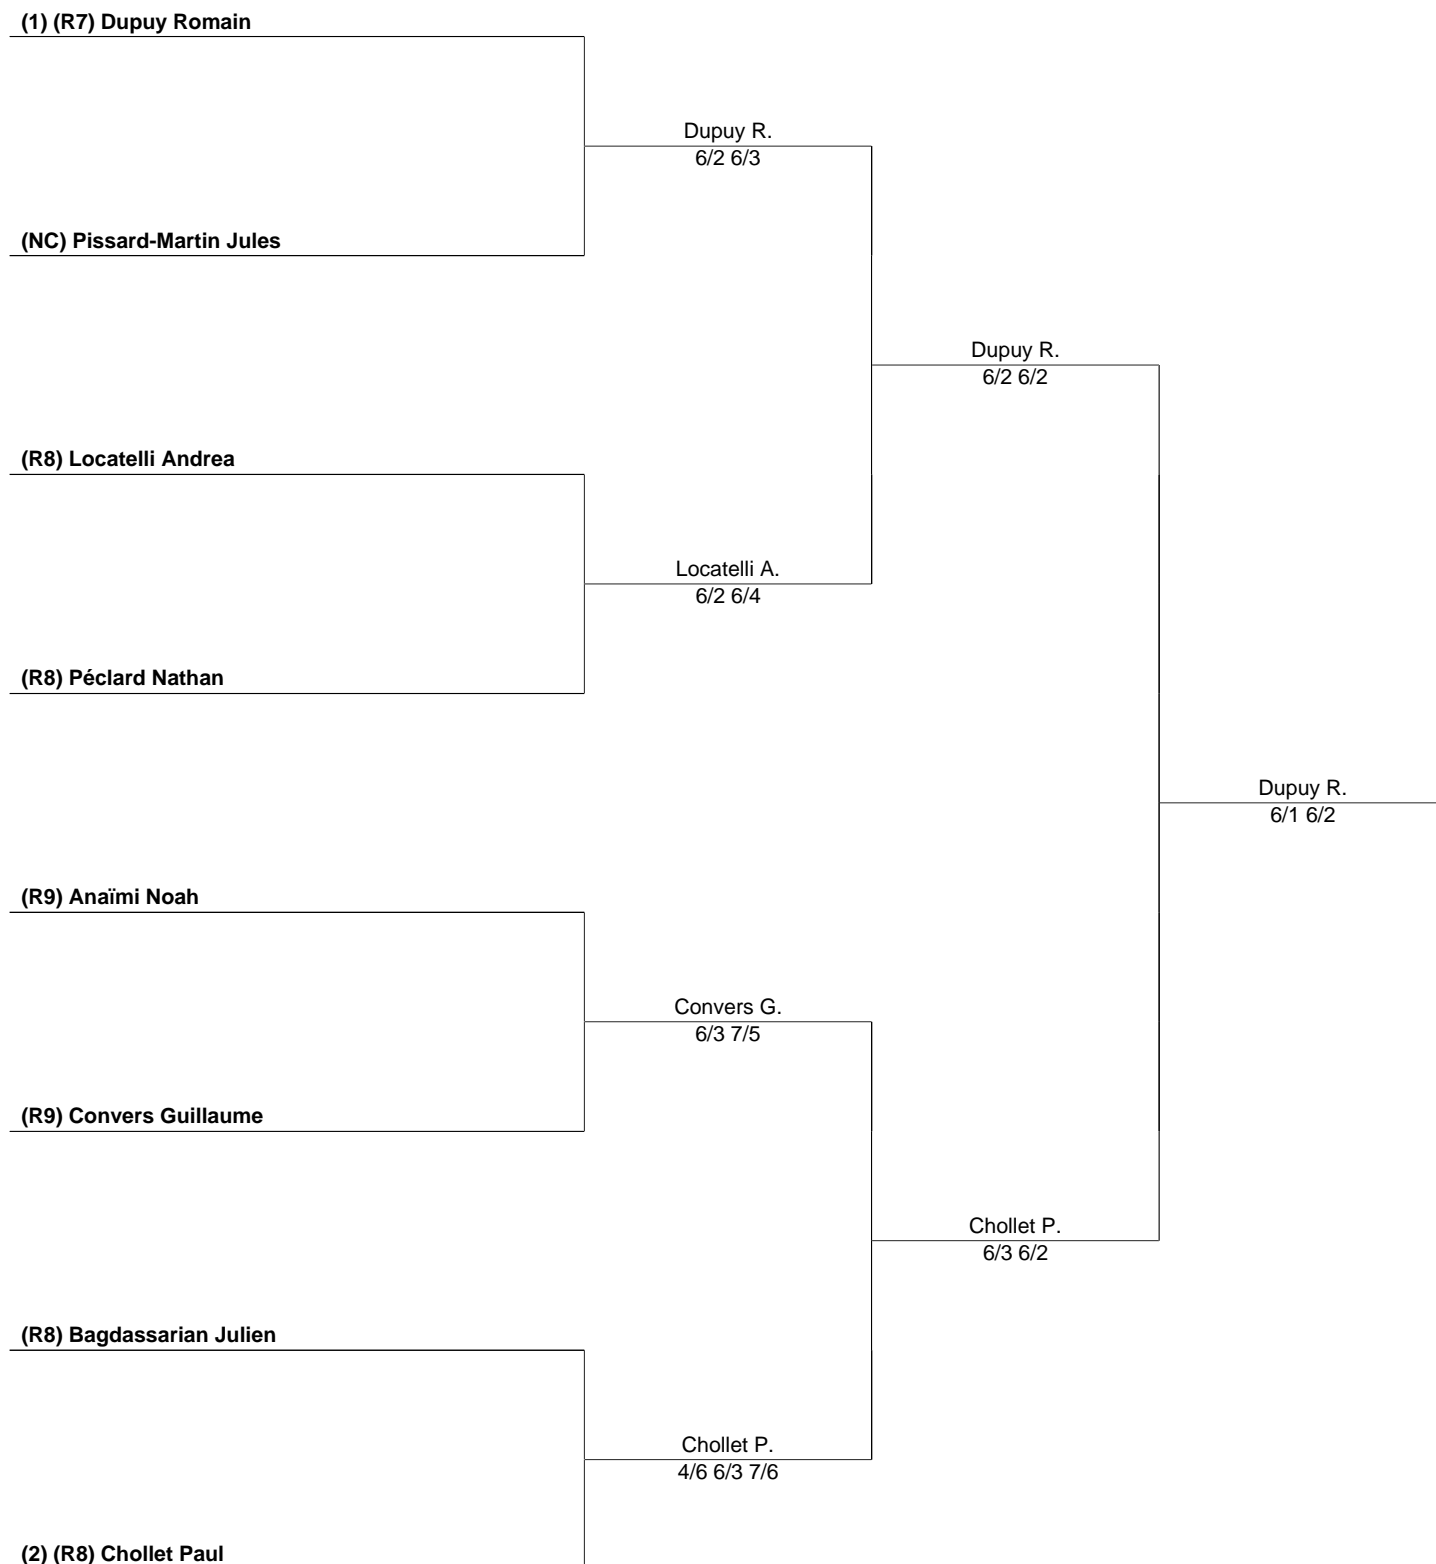 (1) (R7) Dupuy Romain
Dupuy R.
6/2 6/3
(NC) Pissard-Martin Jules
Dupuy R.
6/2 6/2
(R8) Locatelli Andrea
Locatelli A.
6/2 6/4
(R8) Péclard Nathan
Dupuy R.
6/1 6/2
(R9) Anaïmi Noah
Convers G.
6/3 7/5
(R9) Convers Guillaume
Chollet P.
6/3 6/2
(R8) Bagdassarian Julien
Chollet P.
4/6 6/3 7/6
(2) (R8) Chollet Paul